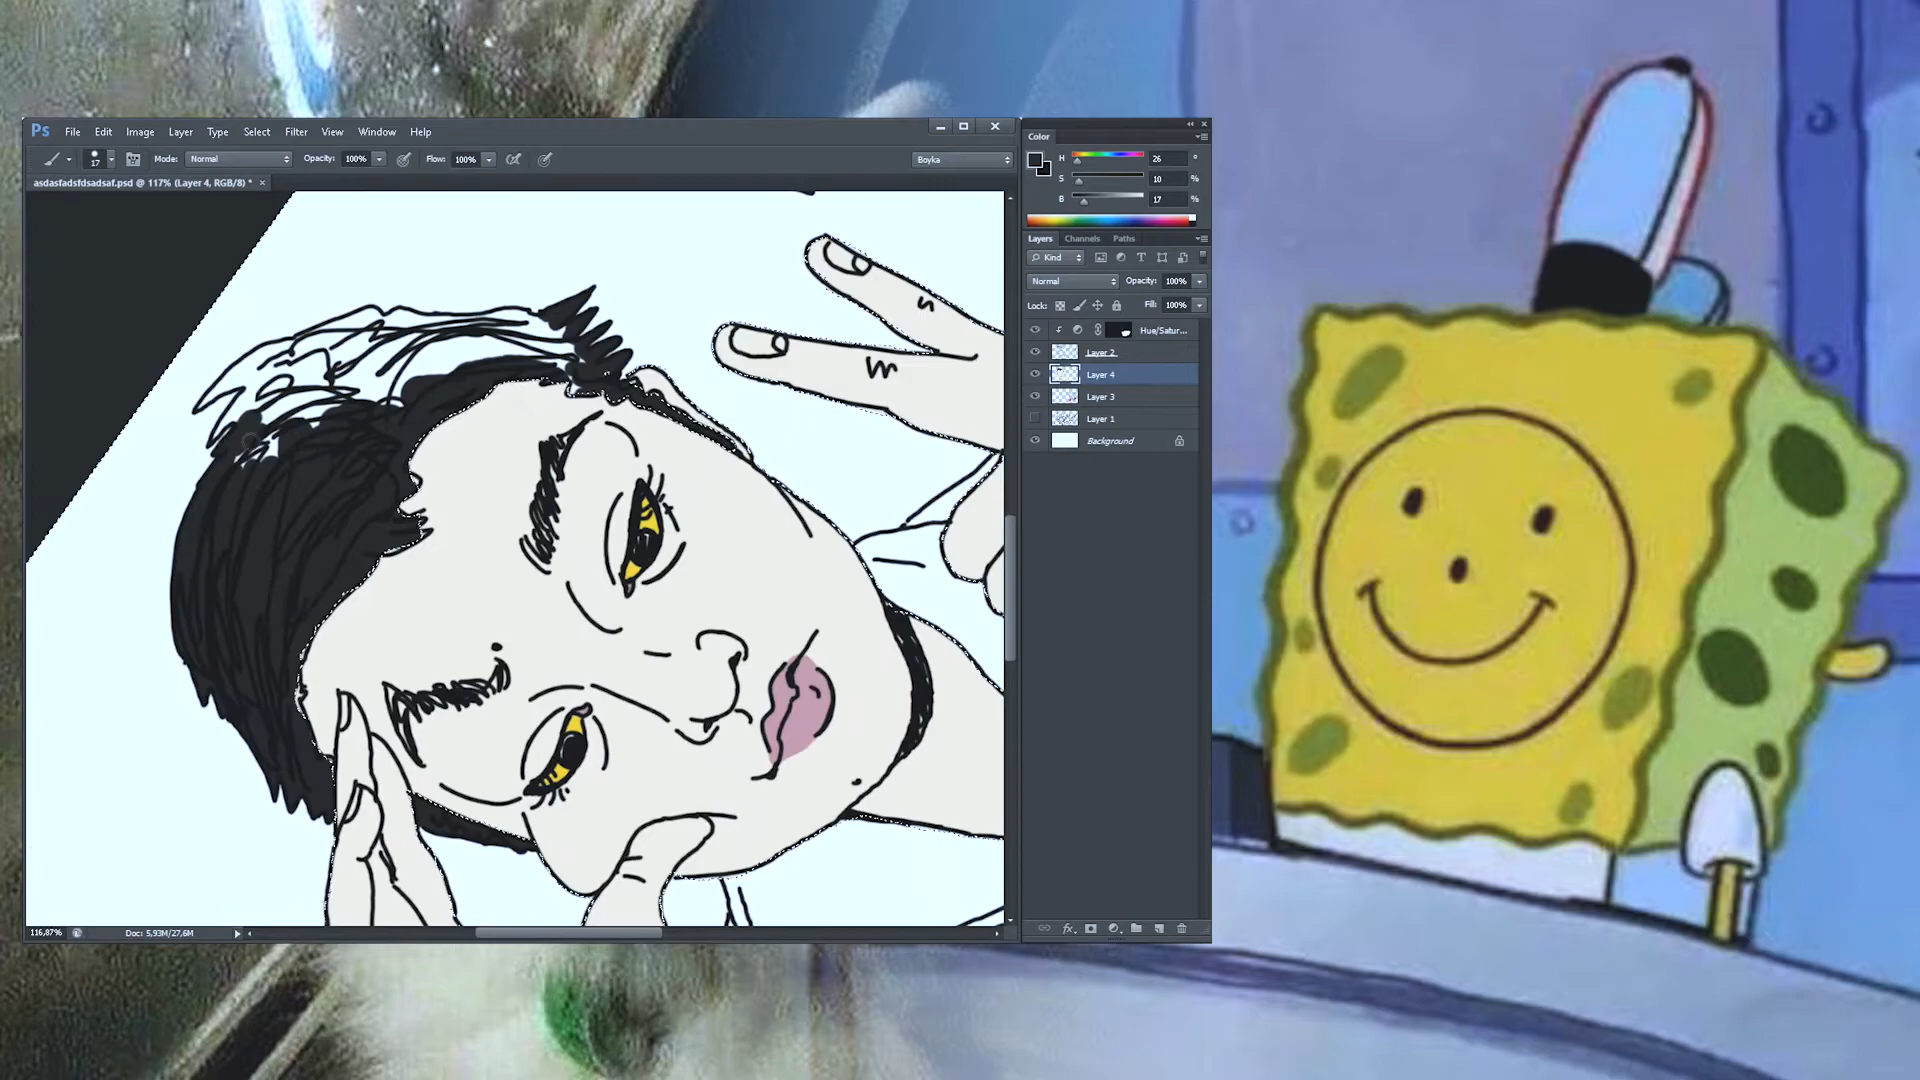 Ps File Edit Image Layer Type Select Filter View Window Help
17 Mode: Normal Opacity: 100% Flow: 100% Boyka
asdasfadsfdsadsaf.psd @ 117% (Layer 4, RGB/8) * ×
116,87% Doc: 5,93M/27,6M
Color
H 26 °
S 10 %
B 17 %
Layers Channels Paths
Kind
Normal Opacity: 100%
Lock: Fill: 100%
Hue/Satur...
Layer 2
Layer 4
Layer 3
Layer 1
Background
fx